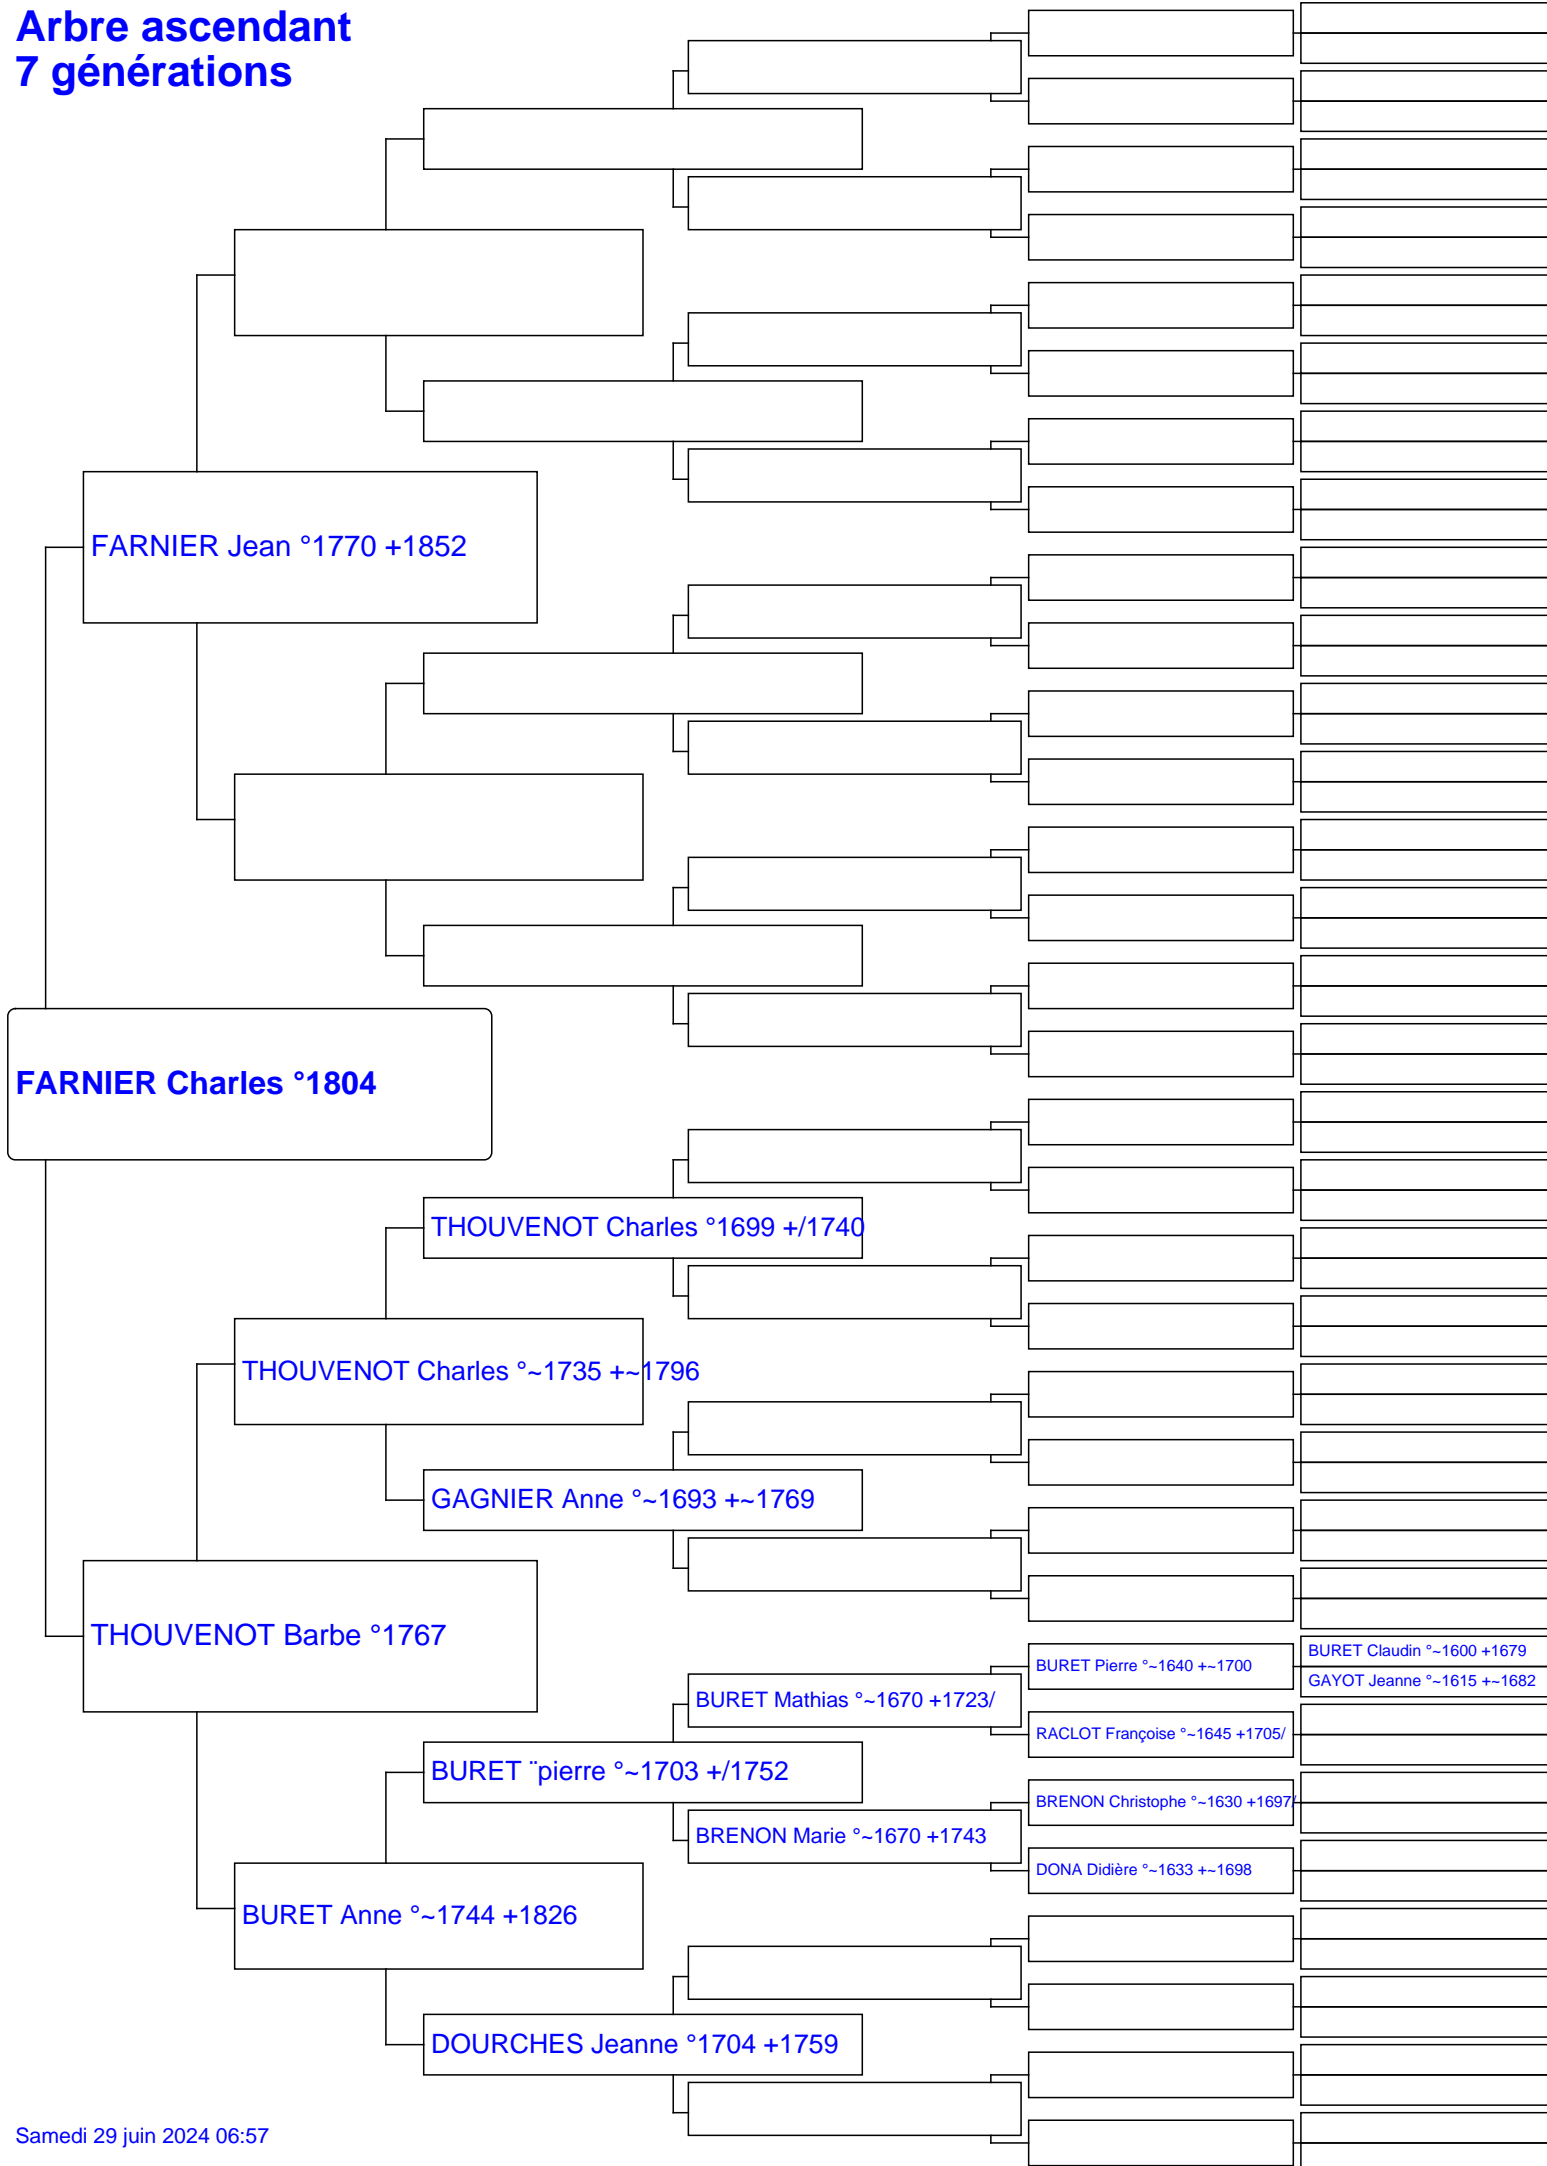 Arbre ascendant
7 générations
FARNIER Jean °1770 +1852
FARNIER Charles °1804
THOUVENOT Charles °1699 +/1740
THOUVENOT Charles °~1735 +~1796
GAGNIER Anne °~1693 +~1769
THOUVENOT Barbe °1767
BURET Claudin °~1600 +1679
BURET Pierre °~1640 +~1700
GAYOT Jeanne °~1615 +~1682
BURET Mathias °~1670 +1723/
RACLOT Françoise °~1645 +1705/
BURET ¨pierre °~1703 +/1752
BRENON Christophe °~1630 +1697/
BRENON Marie °~1670 +1743
DONA Didière °~1633 +~1698
BURET Anne °~1744 +1826
DOURCHES Jeanne °1704 +1759
Samedi 29 juin 2024 06:57